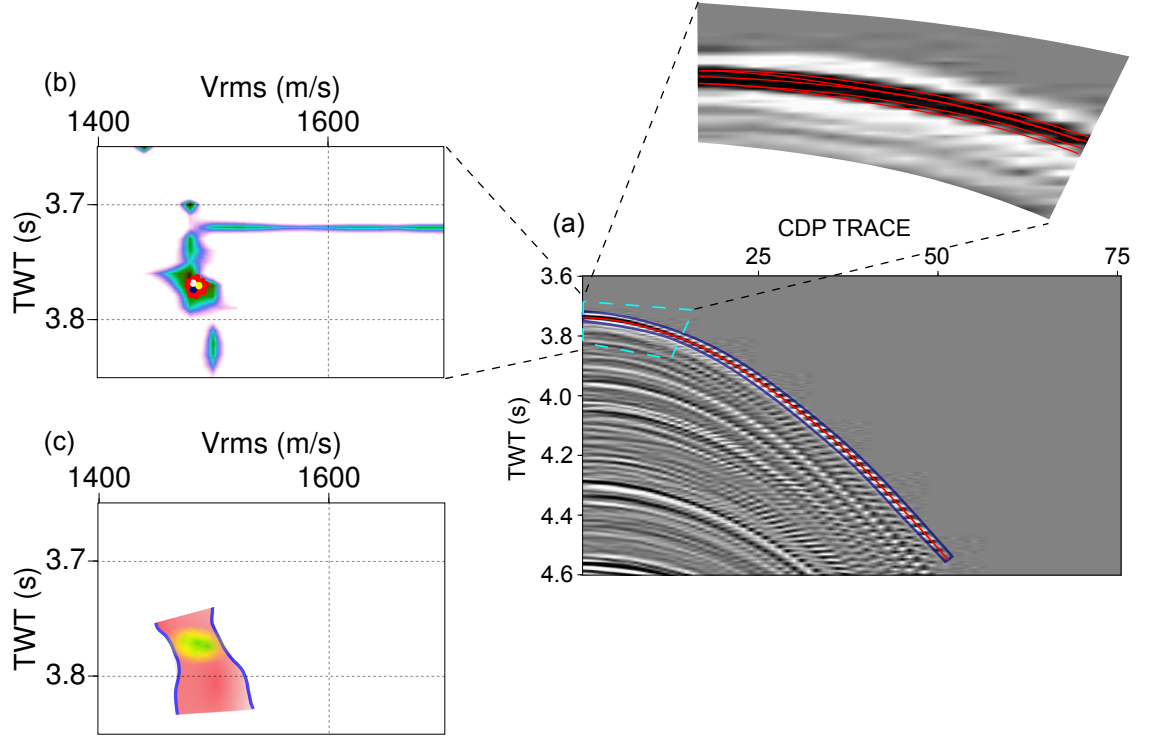 (b)
Vrms (m/s)
1400 1600
TWT (s)
3.7
3.8
(a)
CDP TRACE
25 50 75
TWT (s)
3.6
3.8
4.0
4.2
4.4
4.6
(c)
Vrms (m/s)
1400 1600
TWT (s)
3.7
3.8